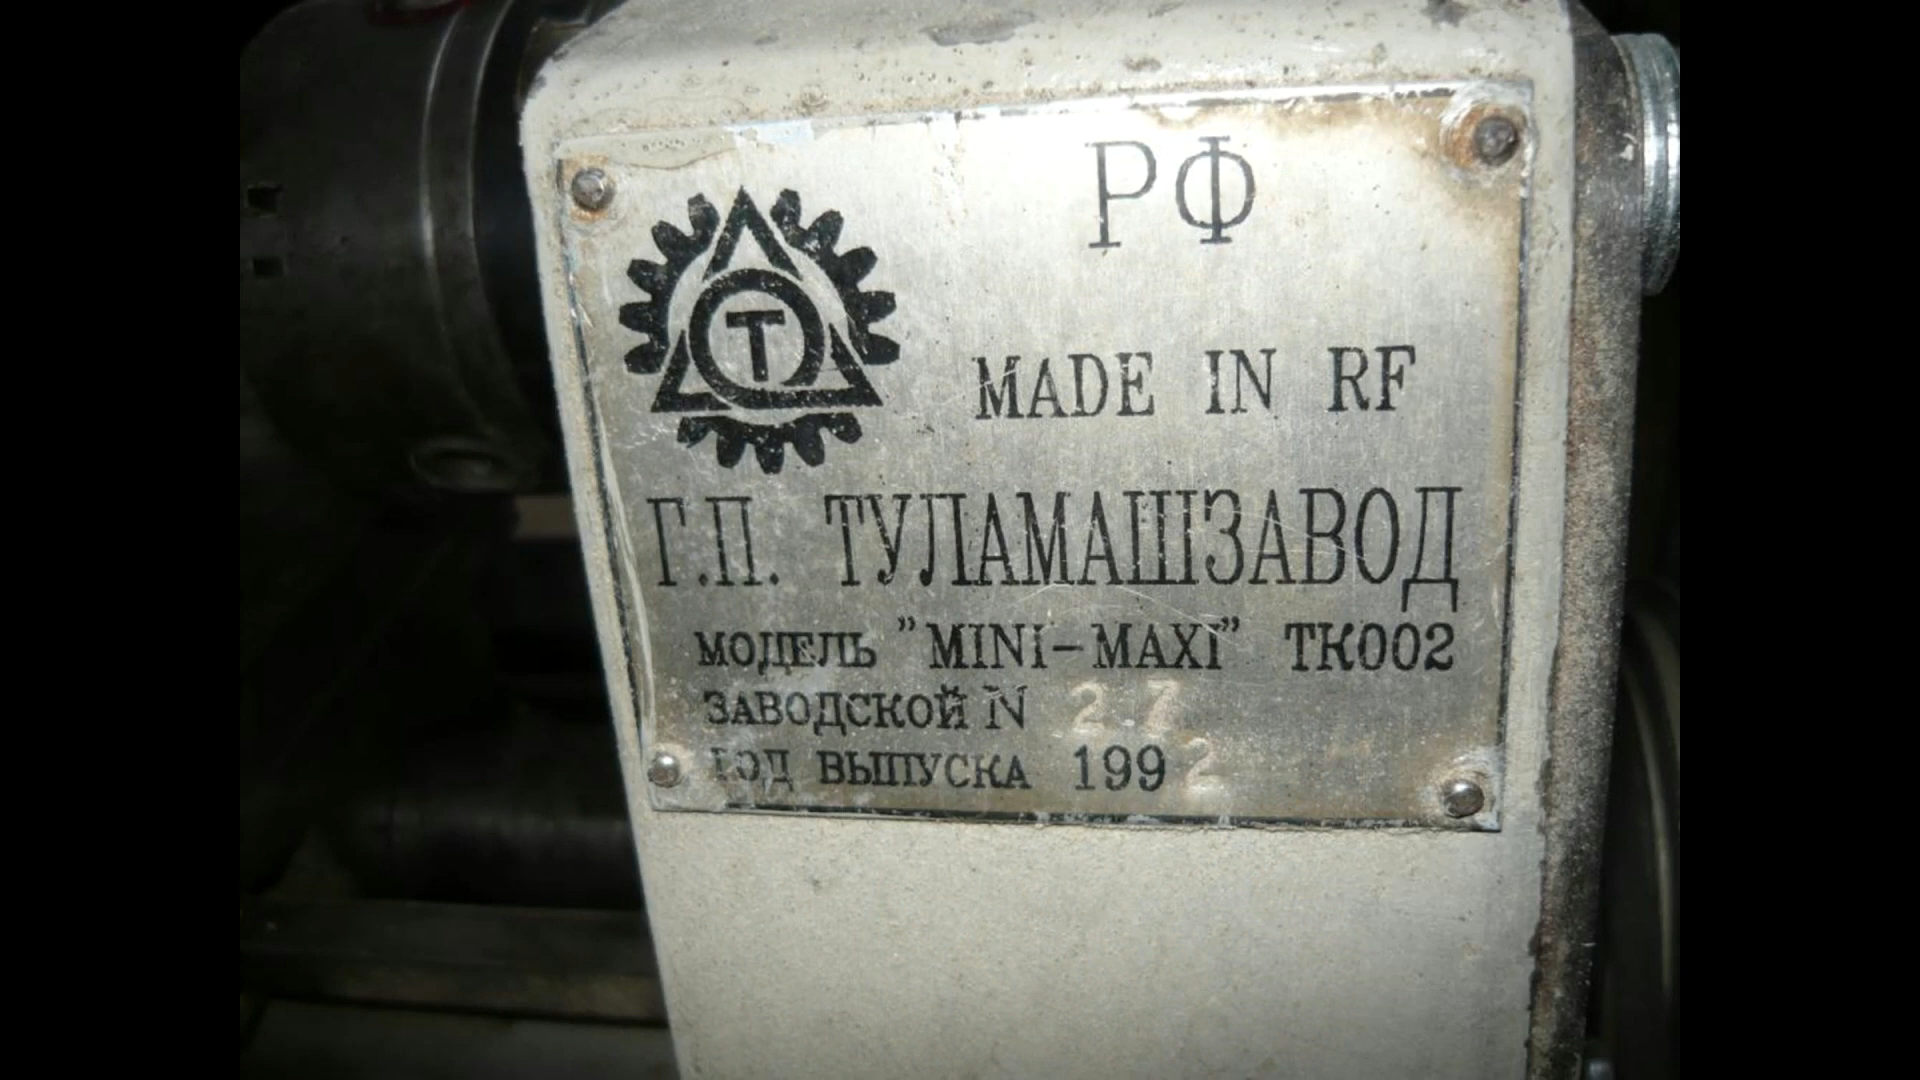 РФ
Т
MADE IN RF
Г.П. ТУЛАМАШЗАВОД
МОДЕЛЬ "MINI-MAXI" ТК002
ЗАВОДСКОЙ N 27
ГОД ВЫПУСКА 1992